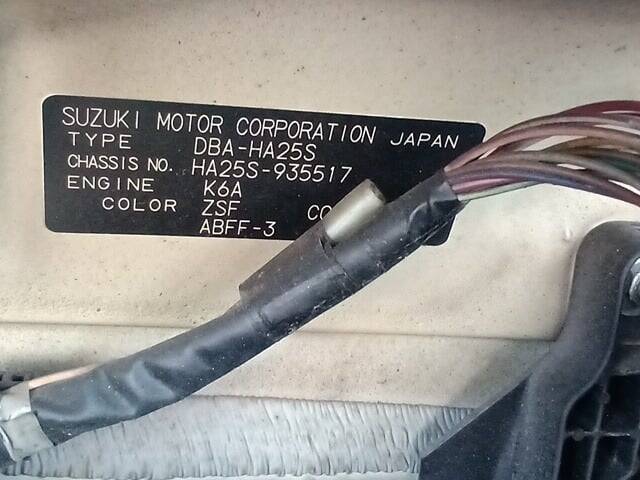 SUZUKI MOTOR CORPORATION JAPAN
TYPE DBA-HA25S
CHASSIS NO. HA25S-935517
ENGINE K6A
COLOR ZSF
ABFF-3